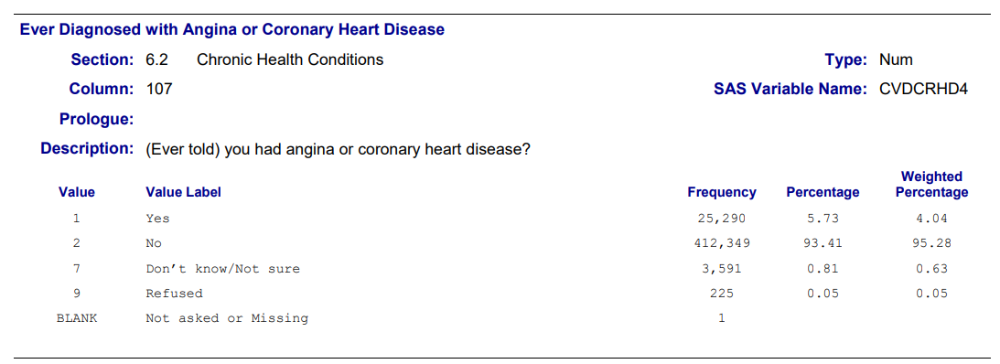 Ever Diagnosed with Angina or Coronary Heart Disease
Section: 6.2 Chronic Health Conditions Type: Num
Column: 107 SAS Variable Name: CVDCRHD4
Prologue:
Description: (Ever told) you had angina or coronary heart disease?
Value Value Label Frequency Percentage Weighted Percentage
1 Yes 25,290 5.73 4.04
2 No 412,349 93.41 95.28
7 Don’t know/Not sure 3,591 0.81 0.63
9 Refused 225 0.05 0.05
BLANK Not asked or Missing 1